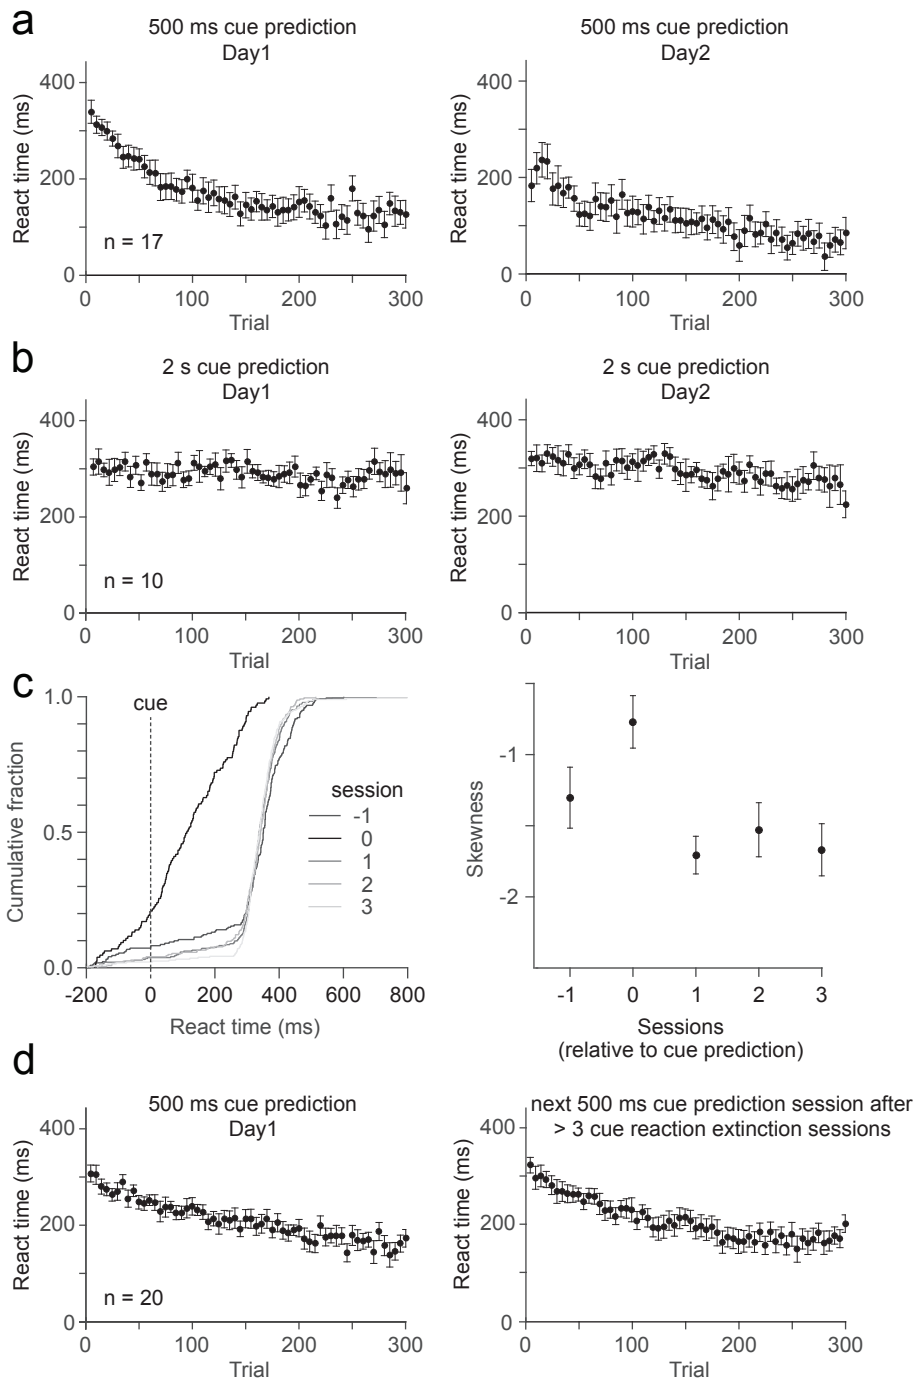 a
500 ms cue prediction
Day1
React time (ms)
400
200
0
n = 17
0 100 200 300
Trial
500 ms cue prediction
Day2
React time (ms)
400
200
0
0 100 200 300
Trial
b
2 s cue prediction
Day1
React time (ms)
400
200
0
n = 10
0 100 200 300
Trial
2 s cue prediction
Day2
React time (ms)
400
200
0
0 100 200 300
Trial
c
Cumulative fraction
1.0
0.5
0.0
cue
session
-1
0
1
2
3
-200 0 200 400 600 800
React time (ms)
Skewness
-1
-2
-1 0 1 2 3
Sessions
(relative to cue prediction)
d
500 ms cue prediction
Day1
React time (ms)
400
200
0
n = 20
0 100 200 300
Trial
next 500 ms cue prediction session after
> 3 cue reaction extinction sessions
React time (ms)
400
200
0
0 100 200 300
Trial